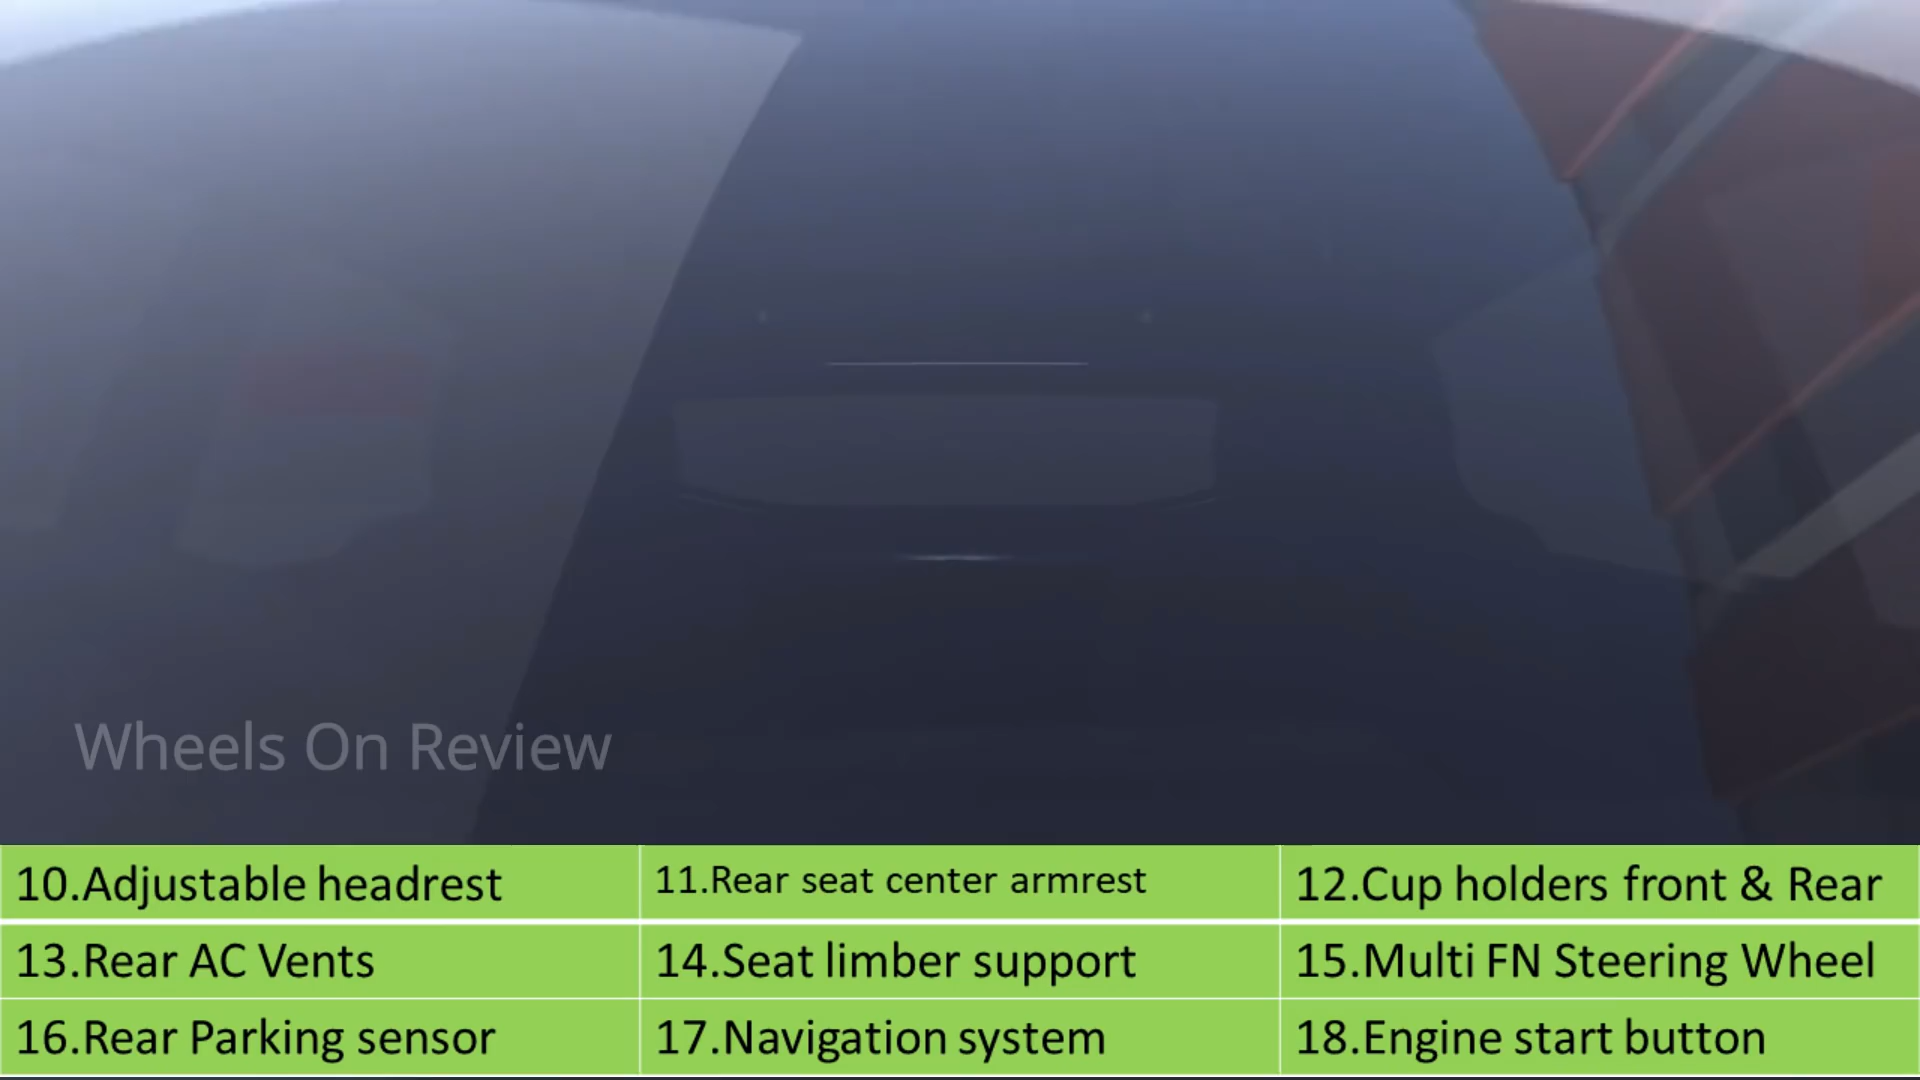 Wheels On Review
10.Adjustable headrest
11.Rear seat center armrest
12.Cup holders front & Rear
13.Rear AC Vents
14.Seat limber support
15.Multi FN Steering Wheel
16.Rear Parking sensor
17.Navigation system
18.Engine start button